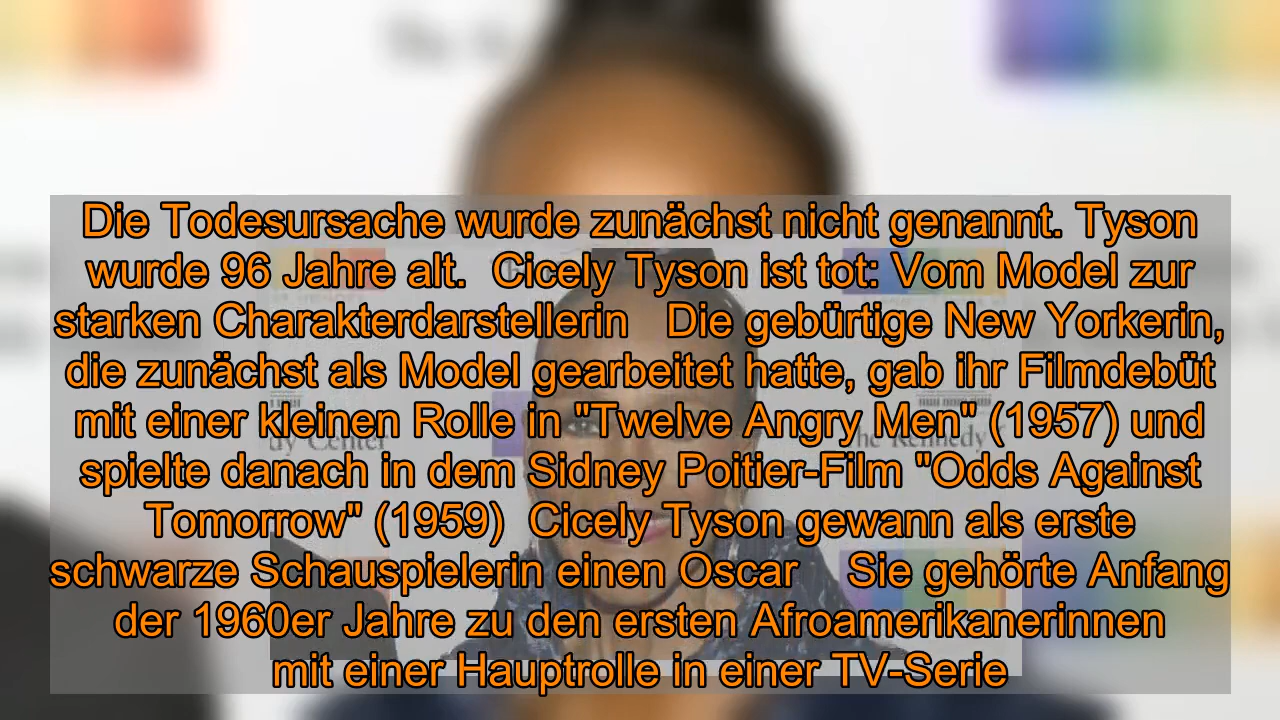 Die Todesursache wurde zunächst nicht genannt. Tyson
wurde 96 Jahre alt.  Cicely Tyson ist tot: Vom Model zur
starken Charakterdarstellerin   Die gebürtige New Yorkerin,
die zunächst als Model gearbeitet hatte, gab ihr Filmdebüt
mit einer kleinen Rolle in "Twelve Angry Men" (1957) und
spielte danach in dem Sidney Poitier-Film "Odds Against
Tomorrow" (1959)  Cicely Tyson gewann als erste
schwarze Schauspielerin einen Oscar    Sie gehörte Anfang
der 1960er Jahre zu den ersten Afroamerikanerinnen
mit einer Hauptrolle in einer TV-Serie
dy Center
he Kennedy C